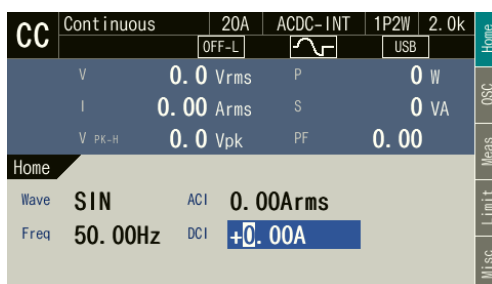 CC Continuous 20A ACDC-INT 1P2W 2.0k
OFF-L USB
V 0.0 Vrms P 0 W
I 0.00 Arms S 0 VA
V PK-H 0.0 Vpk PF 0.00
Home
Wave SIN ACI 0.00Arms
Freq 50.00Hz DCI +0.00A
Home
OSC
Meas
Limit
Misc